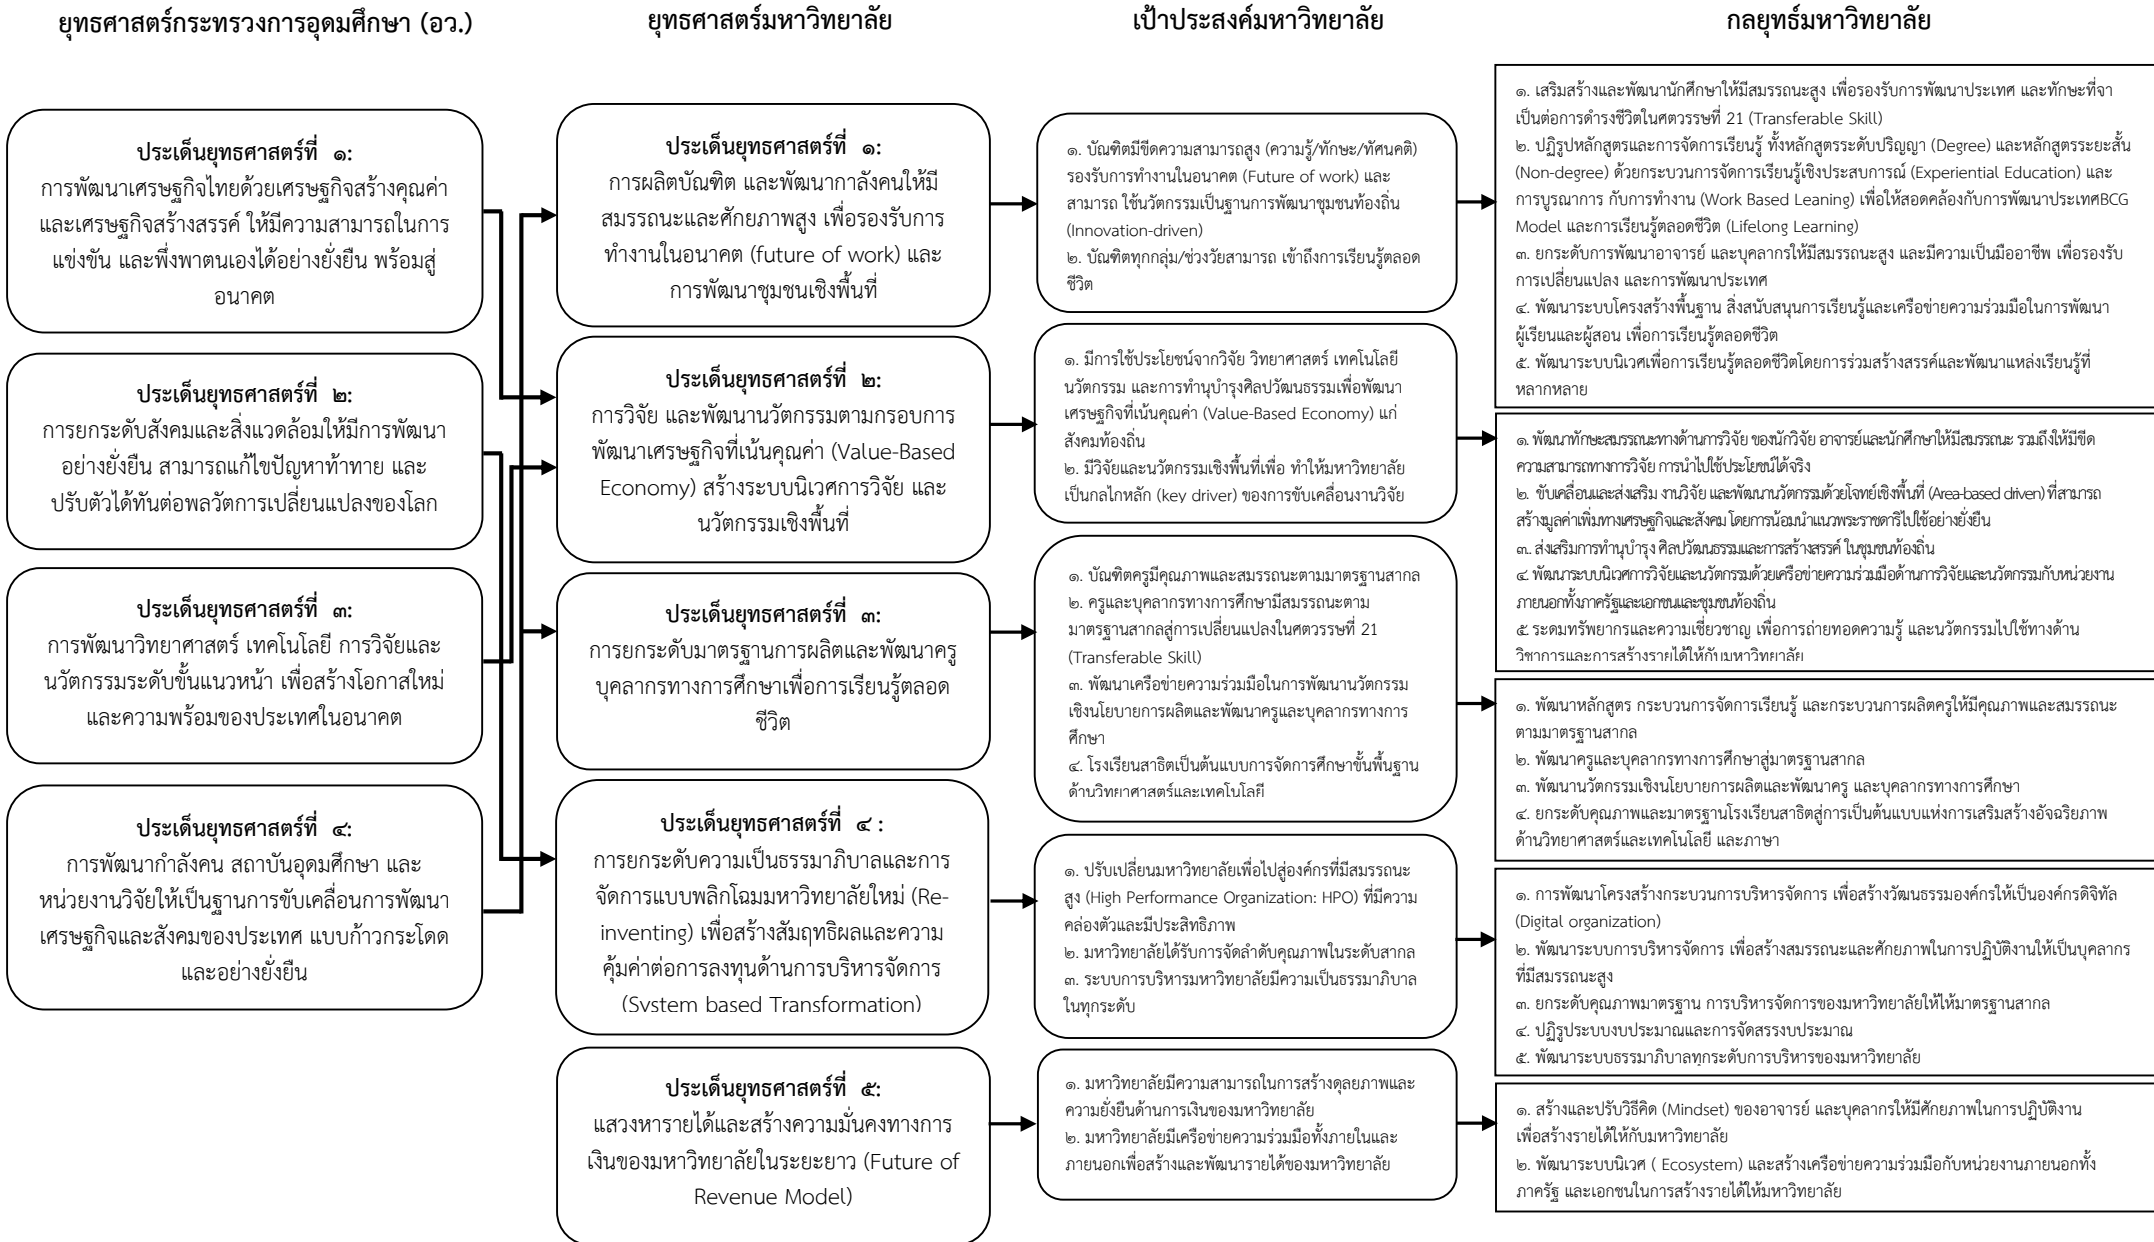 ยุทธศาสตร์กระทรวงการอุดมศึกษา (อว.)
ประเด็นยุทธศาสตร์ที่ ๑:
การพัฒนาเศรษฐกิจไทยด้วยเศรษฐกิจสร้างคุณค่า
และเศรษฐกิจสร้างสรรค์ ให้มีความสามารถในการ
แข่งขัน และพึ่งพาตนเองได้อย่างยั่งยืน พร้อมสู่
อนาคต
ประเด็นยุทธศาสตร์ที่ ๒:
การยกระดับสังคมและสิ่งแวดล้อมให้มีการพัฒนา
อย่างยั่งยืน สามารถแก้ไขปัญหาท้าทาย และ
ปรับตัวได้ทันต่อพลวัตการเปลี่ยนแปลงของโลก
ประเด็นยุทธศาสตร์ที่ ๓:
การพัฒนาวิทยาศาสตร์ เทคโนโลยี การวิจัยและ
นวัตกรรมระดับขั้นแนวหน้า เพื่อสร้างโอกาสใหม่
และความพร้อมของประเทศในอนาคต
ประเด็นยุทธศาสตร์ที่ ๔:
การพัฒนากำลังคน สถาบันอุดมศึกษา และ
หน่วยงานวิจัยให้เป็นฐานการขับเคลื่อนการพัฒนา
เศรษฐกิจและสังคมของประเทศ แบบก้าวกระโดด
และอย่างยั่งยืน
ยุทธศาสตร์มหาวิทยาลัย
ประเด็นยุทธศาสตร์ที่ ๑:
การผลิตบัณฑิต และพัฒนากาลังคนให้มี
สมรรถนะและศักยภาพสูง เพื่อรองรับการ
ทำงานในอนาคต (future of work) และ
การพัฒนาชุมชนเชิงพื้นที่
ประเด็นยุทธศาสตร์ที่ ๒:
การวิจัย และพัฒนานวัตกรรมตามกรอบการ
พัฒนาเศรษฐกิจที่เน้นคุณค่า (Value-Based
Economy) สร้างระบบนิเวศการวิจัย และ
นวัตกรรมเชิงพื้นที่
ประเด็นยุทธศาสตร์ที่ ๓:
การยกระดับมาตรฐานการผลิตและพัฒนาครู
บุคลากรทางการศึกษาเพื่อการเรียนรู้ตลอด
ชีวิต
ประเด็นยุทธศาสตร์ที่ ๔ :
การยกระดับความเป็นธรรมาภิบาลและการ
จัดการแบบพลิกโฉมมหาวิทยาลัยใหม่ (Re-
inventing) เพื่อสร้างสัมฤทธิผลและความ
คุ้มค่าต่อการลงทุนด้านการบริหารจัดการ
(System based Transformation)
ประเด็นยุทธศาสตร์ที่ ๕:
แสวงหารายได้และสร้างความมั่นคงทางการ
เงินของมหาวิทยาลัยในระยะยาว (Future of
Revenue Model)
เป้าประสงค์มหาวิทยาลัย
๑. บัณฑิตมีขีดความสามารถสูง (ความรู้/ทักษะ/ทัศนคติ)
รองรับการทำงานในอนาคต (Future of work) และ
สามารถ ใช้นวัตกรรมเป็นฐานการพัฒนาชุมชนท้องถิ่น
(Innovation-driven)
๒. บัณฑิตทุกกลุ่ม/ช่วงวัยสามารถ เข้าถึงการเรียนรู้ตลอด
ชีวิต
๑. มีการใช้ประโยชน์จากวิจัย วิทยาศาสตร์ เทคโนโลยี
นวัตกรรม และการทำนุบำรุงศิลปวัฒนธรรมเพื่อพัฒนา
เศรษฐกิจที่เน้นคุณค่า (Value-Based Economy) แก่
สังคมท้องถิ่น
๒. มีวิจัยและนวัตกรรมเชิงพื้นที่เพื่อ ทำให้มหาวิทยาลัย
เป็นกลไกหลัก (key driver) ของการขับเคลื่อนงานวิจัย
๑. บัณฑิตครูมีคุณภาพและสมรรถนะตามมาตรฐานสากล
๒. ครูและบุคลากรทางการศึกษามีสมรรถนะตาม
มาตรฐานสากลสู่การเปลี่ยนแปลงในศตวรรษที่ 21
(Transferable Skill)
๓. พัฒนาเครือข่ายความร่วมมือในการพัฒนานวัตกรรม
เชิงนโยบายการผลิตและพัฒนาครูและบุคลากรทางการ
ศึกษา
๔. โรงเรียนสาธิตเป็นต้นแบบการจัดการศึกษาขั้นพื้นฐาน
ด้านวิทยาศาสตร์และเทคโนโลยี
๑. ปรับเปลี่ยนมหาวิทยาลัยเพื่อไปสู่องค์กรที่มีสมรรถนะ
สูง (High Performance Organization: HPO) ที่มีความ
คล่องตัวและมีประสิทธิภาพ
๒. มหาวิทยาลัยได้รับการจัดลำดับคุณภาพในระดับสากล
๓. ระบบการบริหารมหาวิทยาลัยมีความเป็นธรรมาภิบาล
ในทุกระดับ
๑. มหาวิทยาลัยมีความสามารถในการสร้างดุลยภาพและ
ความยั่งยืนด้านการเงินของมหาวิทยาลัย
๒. มหาวิทยาลัยมีเครือข่ายความร่วมมือทั้งภายในและ
ภายนอกเพื่อสร้างและพัฒนารายได้ของมหาวิทยาลัย
กลยุทธ์มหาวิทยาลัย
๑. เสริมสร้างและพัฒนานักศึกษาให้มีสมรรถนะสูง เพื่อรองรับการพัฒนาประเทศ และทักษะที่จา
เป็นต่อการดำรงชีวิตในศตวรรษที่ 21 (Transferable Skill)
๒. ปฏิรูปหลักสูตรและการจัดการเรียนรู้ ทั้งหลักสูตรระดับปริญญา (Degree) และหลักสูตรระยะสั้น
(Non-degree) ด้วยกระบวนการจัดการเรียนรู้เชิงประสบการณ์ (Experiential Education) และ
การบูรณาการ กับการทำงาน (Work Based Leaning) เพื่อให้สอดคล้องกับการพัฒนาประเทศBCG
Model และการเรียนรู้ตลอดชีวิต (Lifelong Learning)
๓. ยกระดับการพัฒนาอาจารย์ และบุคลากรให้มีสมรรถนะสูง และมีความเป็นมืออาชีพ เพื่อรองรับ
การเปลี่ยนแปลง และการพัฒนาประเทศ
๔. พัฒนาระบบโครงสร้างพื้นฐาน สิ่งสนับสนุนการเรียนรู้และเครือข่ายความร่วมมือในการพัฒนา
ผู้เรียนและผู้สอน เพื่อการเรียนรู้ตลอดชีวิต
๕. พัฒนาระบบนิเวศเพื่อการเรียนรู้ตลอดชีวิตโดยการร่วมสร้างสรรค์และพัฒนาแหล่งเรียนรู้ที่
หลากหลาย
๑. พัฒนาทักษะสมรรถนะทางด้านการวิจัย ของนักวิจัย อาจารย์และนักศึกษาให้มีสมรรถนะ รวมถึงให้มีขีด
ความสามารถทางการวิจัย การนำไปใช้ประโยชน์ได้จริง
๒. ขับเคลื่อนและส่งเสริม งานวิจัย และพัฒนานวัตกรรมด้วยโจทย์เชิงพื้นที่ (Area-based driven) ที่สามารถ
สร้างมูลค่าเพิ่มทางเศรษฐกิจและสังคม โดยการน้อมนำแนวพระราชดาริไปใช้อย่างยั่งยืน
๓. ส่งเสริมการทำนุบำรุง ศิลปวัฒนธรรมและการสร้างสรรค์ ในชุมชนท้องถิ่น
๔. พัฒนาระบบนิเวศการวิจัยและนวัตกรรมด้วยเครือข่ายความร่วมมือด้านการวิจัยและนวัตกรรมกับหน่วยงาน
ภายนอกทั้งภาครัฐและเอกชนและชุมชนท้องถิ่น
๕. ระดมทรัพยากรและความเชี่ยวชาญ เพื่อการถ่ายทอดความรู้ และนวัตกรรมไปใช้ทางด้าน
วิชาการและการสร้างรายได้ให้กับมหาวิทยาลัย
๑. พัฒนาหลักสูตร กระบวนการจัดการเรียนรู้ และกระบวนการผลิตครูให้มีคุณภาพและสมรรถนะ
ตามมาตรฐานสากล
๒. พัฒนาครูและบุคลากรทางการศึกษาสู่มาตรฐานสากล
๓. พัฒนานวัตกรรมเชิงนโยบายการผลิตและพัฒนาครู และบุคลากรทางการศึกษา
๔. ยกระดับคุณภาพและมาตรฐานโรงเรียนสาธิตสู่การเป็นต้นแบบแห่งการเสริมสร้างอัจฉริยภาพ
ด้านวิทยาศาสตร์และเทคโนโลยี และภาษา
๑. การพัฒนาโครงสร้างกระบวนการบริหารจัดการ เพื่อสร้างวัฒนธรรมองค์กรให้เป็นองค์กรดิจิทัล
(Digital organization)
๒. พัฒนาระบบการบริหารจัดการ เพื่อสร้างสมรรถนะและศักยภาพในการปฏิบัติงานให้เป็นบุคลากร
ที่มีสมรรถนะสูง
๓. ยกระดับคุณภาพมาตรฐาน การบริหารจัดการของมหาวิทยาลัยให้ให้มาตรฐานสากล
๔. ปฏิรูประบบงบประมาณและการจัดสรรงบประมาณ
๕. พัฒนาระบบธรรมาภิบาลทุกระดับการบริหารของมหาวิทยาลัย
๑. สร้างและปรับวิธีคิด (Mindset) ของอาจารย์ และบุคลากรให้มีศักยภาพในการปฏิบัติงาน
เพื่อสร้างรายได้ให้กับมหาวิทยาลัย
๒. พัฒนาระบบนิเวศ ( Ecosystem) และสร้างเครือข่ายความร่วมมือกับหน่วยงานภายนอกทั้ง
ภาครัฐ และเอกชนในการสร้างรายได้ให้มหาวิทยาลัย